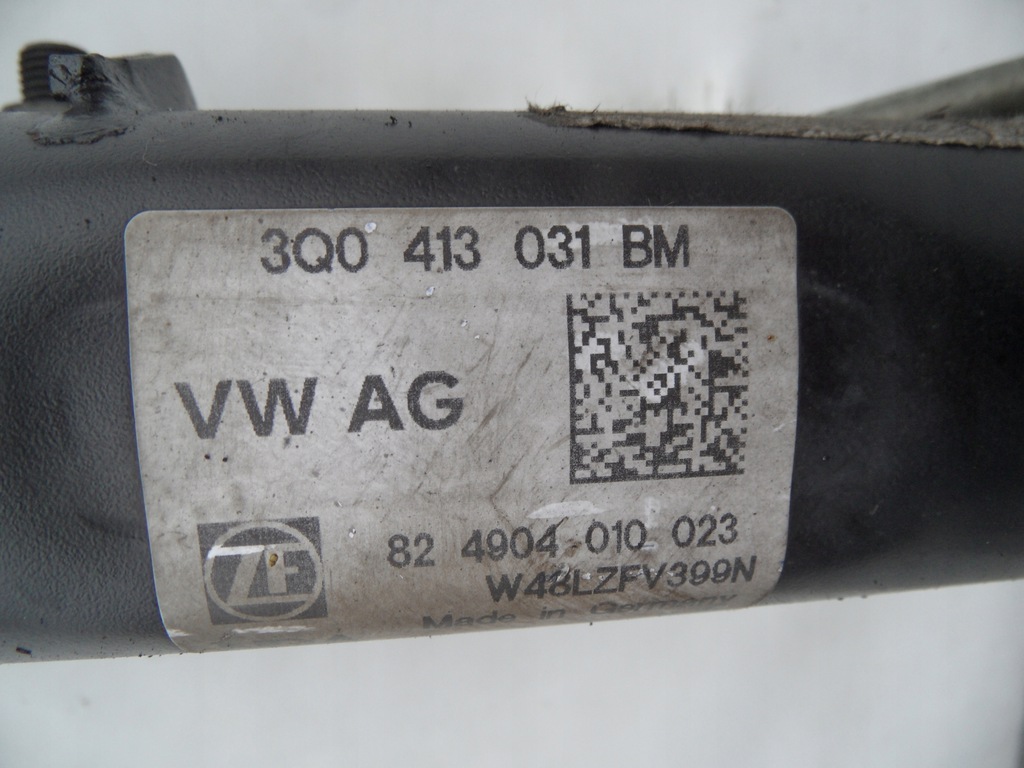 3Q0 413 031 BM
VW AG
82 4904 010 023
ZF
W48LZFV399N
Made in Germany